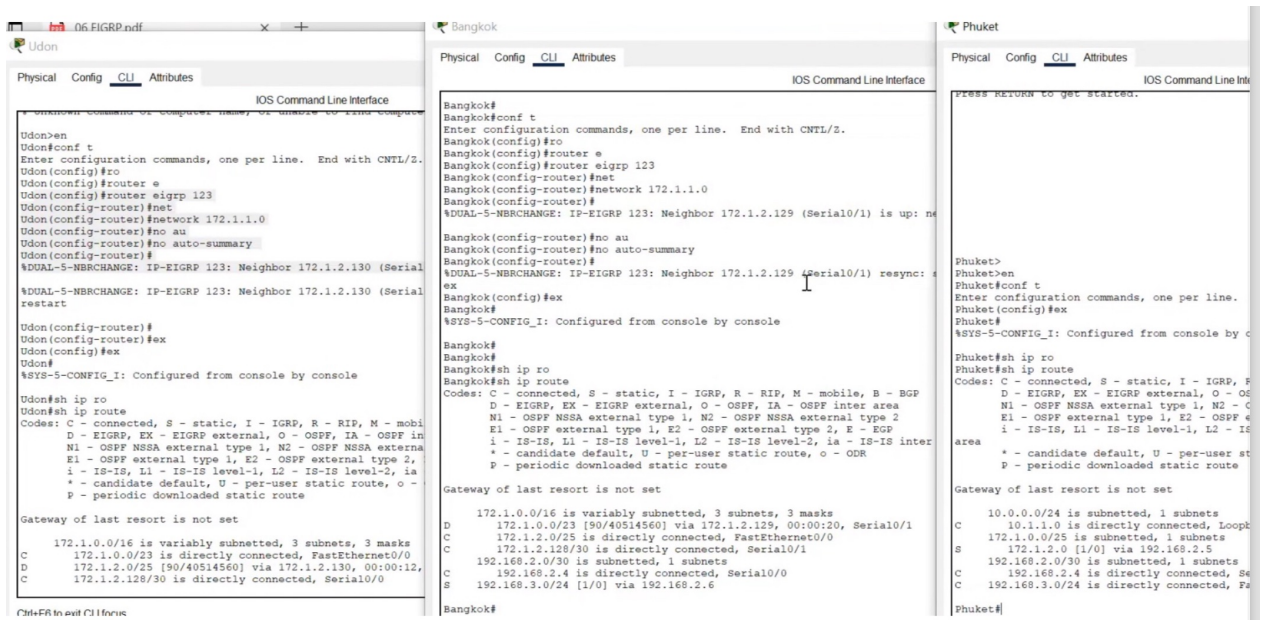 06 EIGRP.pdf
Udon
Physical Config CLI Attributes
IOS Command Line Interface
Udon>en
Udon#conf t
Enter configuration commands, one per line. End with CNTL/Z.
Udon(config)#ro
Udon(config)#router e
Udon(config)#router eigrp 123
Udon(config-router)#net
Udon(config-router)#network 172.1.1.0
Udon(config-router)#no au
Udon(config-router)#no auto-summary
Udon(config-router)#
%DUAL-5-NBRCHANGE: IP-EIGRP 123: Neighbor 172.1.2.130 (Serial
%DUAL-5-NBRCHANGE: IP-EIGRP 123: Neighbor 172.1.2.130 (Serial
restart
Udon(config-router)#
Udon(config-router)#ex
Udon(config)#ex
Udon#
%SYS-5-CONFIG_I: Configured from console by console
Udon#sh ip ro
Udon#sh ip route
Codes: C - connected, S - static, I - IGRP, R - RIP, M - mobi
D - EIGRP, EX - EIGRP external, O - OSPF, IA - OSPF in
N1 - OSPF NSSA external type 1, N2 - OSPF NSSA externa
E1 - OSPF external type 1, E2 - OSPF external type 2,
i - IS-IS, L1 - IS-IS level-1, L2 - IS-IS level-2, ia
* - candidate default, U - per-user static route, o -
P - periodic downloaded static route
Gateway of last resort is not set
172.1.0.0/16 is variably subnetted, 3 subnets, 3 masks
C 172.1.0.0/23 is directly connected, FastEthernet0/0
D 172.1.2.0/25 [90/40514560] via 172.1.2.130, 00:00:12,
C 172.1.2.128/30 is directly connected, Serial0/0
Ctrl+F6 to exit CLI focus
Bangkok
Physical Config CLI Attributes
IOS Command Line Interface
Bangkok#
Bangkok#conf t
Enter configuration commands, one per line. End with CNTL/Z.
Bangkok(config)#ro
Bangkok(config)#router e
Bangkok(config)#router eigrp 123
Bangkok(config-router)#net
Bangkok(config-router)#network 172.1.1.0
Bangkok(config-router)#
%DUAL-5-NBRCHANGE: IP-EIGRP 123: Neighbor 172.1.2.129 (Serial0/1) is up: ne
Bangkok(config-router)#no au
Bangkok(config-router)#no auto-summary
Bangkok(config-router)#
%DUAL-5-NBRCHANGE: IP-EIGRP 123: Neighbor 172.1.2.129 (Serial0/1) resync: s
ex
Bangkok(config)#ex
Bangkok#
%SYS-5-CONFIG_I: Configured from console by console
Bangkok#
Bangkok#
Bangkok#sh ip ro
Bangkok#sh ip route
Codes: C - connected, S - static, I - IGRP, R - RIP, M - mobile, B - BGP
D - EIGRP, EX - EIGRP external, O - OSPF, IA - OSPF inter area
N1 - OSPF NSSA external type 1, N2 - OSPF NSSA external type 2
E1 - OSPF external type 1, E2 - OSPF external type 2, E - EGP
i - IS-IS, L1 - IS-IS level-1, L2 - IS-IS level-2, ia - IS-IS inter
* - candidate default, U - per-user static route, o - ODR
P - periodic downloaded static route
Gateway of last resort is not set
172.1.0.0/16 is variably subnetted, 3 subnets, 3 masks
D 172.1.0.0/23 [90/40514560] via 172.1.2.129, 00:00:20, Serial0/1
C 172.1.2.0/25 is directly connected, FastEthernet0/0
C 172.1.2.128/30 is directly connected, Serial0/1
192.168.2.0/30 is subnetted, 1 subnets
C 192.168.2.4 is directly connected, Serial0/0
S 192.168.3.0/24 [1/0] via 192.168.2.6
Bangkok#
Phuket
Physical Config CLI Attributes
IOS Command Line Inte
Press RETURN to get started.
Phuket>
Phuket>en
Phuket#conf t
Enter configuration commands, one per line.
Phuket(config)#ex
Phuket#
%SYS-5-CONFIG_I: Configured from console by c
Phuket#sh ip ro
Phuket#sh ip route
Codes: C - connected, S - static, I - IGRP, R
D - EIGRP, EX - EIGRP external, O -
N1 - OSPF NSSA external type 1, N2 -
E1 - OSPF external type 1, E2 - OSPF e
i - IS-IS, L1 - IS-IS level-1, L2 - IS
area
* - candidate default, U - per-user st
P - periodic downloaded static route
Gateway of last resort is not set
10.0.0.0/24 is subnetted, 1 subnets
C 10.1.1.0 is directly connected, Loopb
172.1.0.0/25 is subnetted, 1 subnets
S 172.1.2.0 [1/0] via 192.168.2.5
192.168.2.0/30 is subnetted, 1 subnets
C 192.168.2.4 is directly connected, Se
C 192.168.3.0/24 is directly connected, Fa
Phuket#